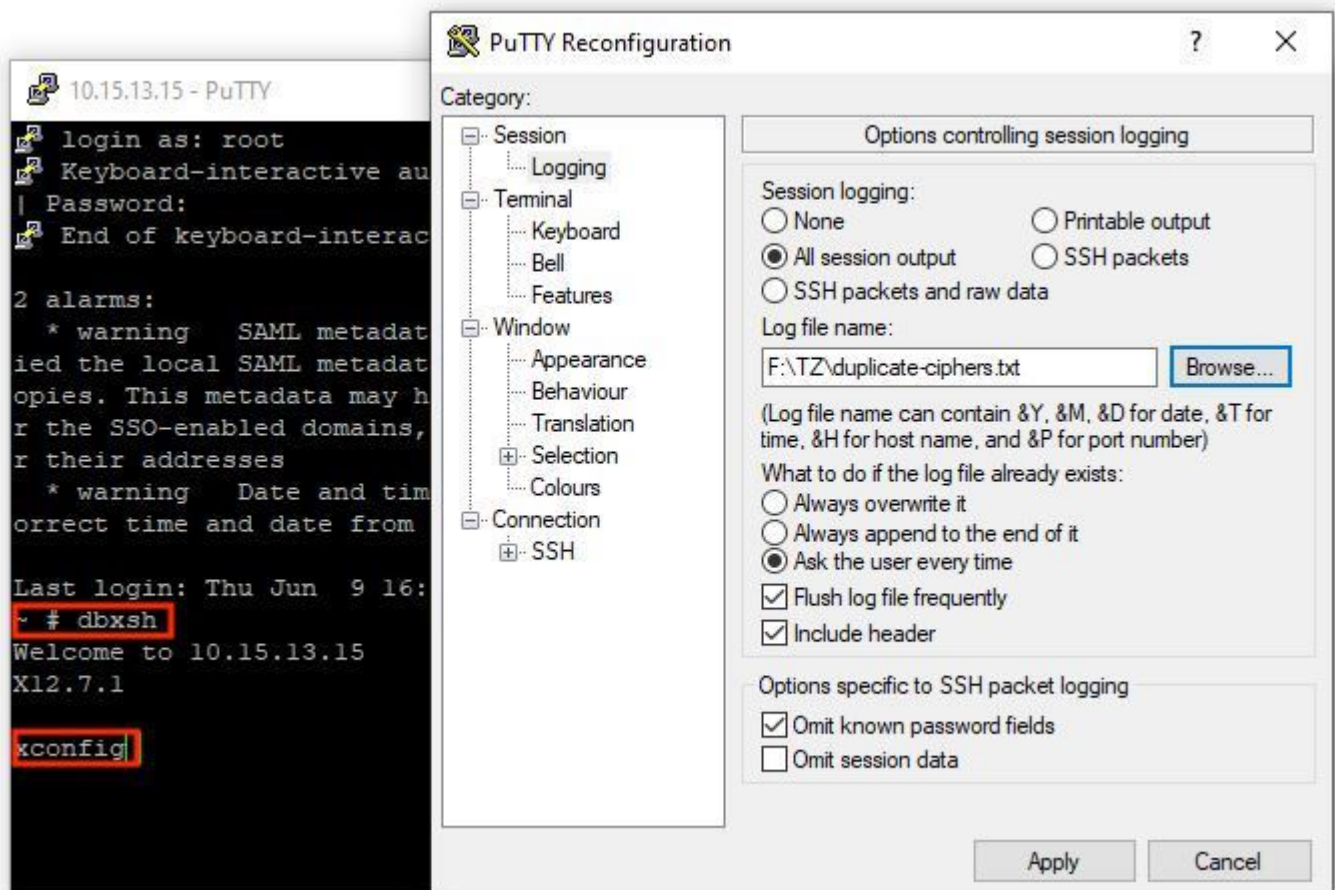 10.15.13.15 - PuTTY
login as: root
Keyboard-interactive au
| Password:
End of keyboard-interac
2 alarms:
* warning   SAML metadat
ied the local SAML metadat
opies. This metadata may h
r the SSO-enabled domains,
r their addresses
* warning   Date and tim
orrect time and date from
Last login: Thu Jun  9 16:
~ # dbxsh
Welcome to 10.15.13.15
X12.7.1
xconfig
PuTTY Reconfiguration
?
Category:
Session
Logging
Terminal
Keyboard
Bell
Features
Window
Appearance
Behaviour
Translation
Selection
Colours
Connection
SSH
Options controlling session logging
Session logging:
None
Printable output
All session output
SSH packets
SSH packets and raw data
Log file name:
F:\TZ\duplicate-ciphers.txt
Browse...
(Log file name can contain &Y, &M, &D for date, &T for
time, &H for host name, and &P for port number)
What to do if the log file already exists:
Always overwrite it
Always append to the end of it
Ask the user every time
Flush log file frequently
Include header
Options specific to SSH packet logging
Omit known password fields
Omit session data
Apply
Cancel